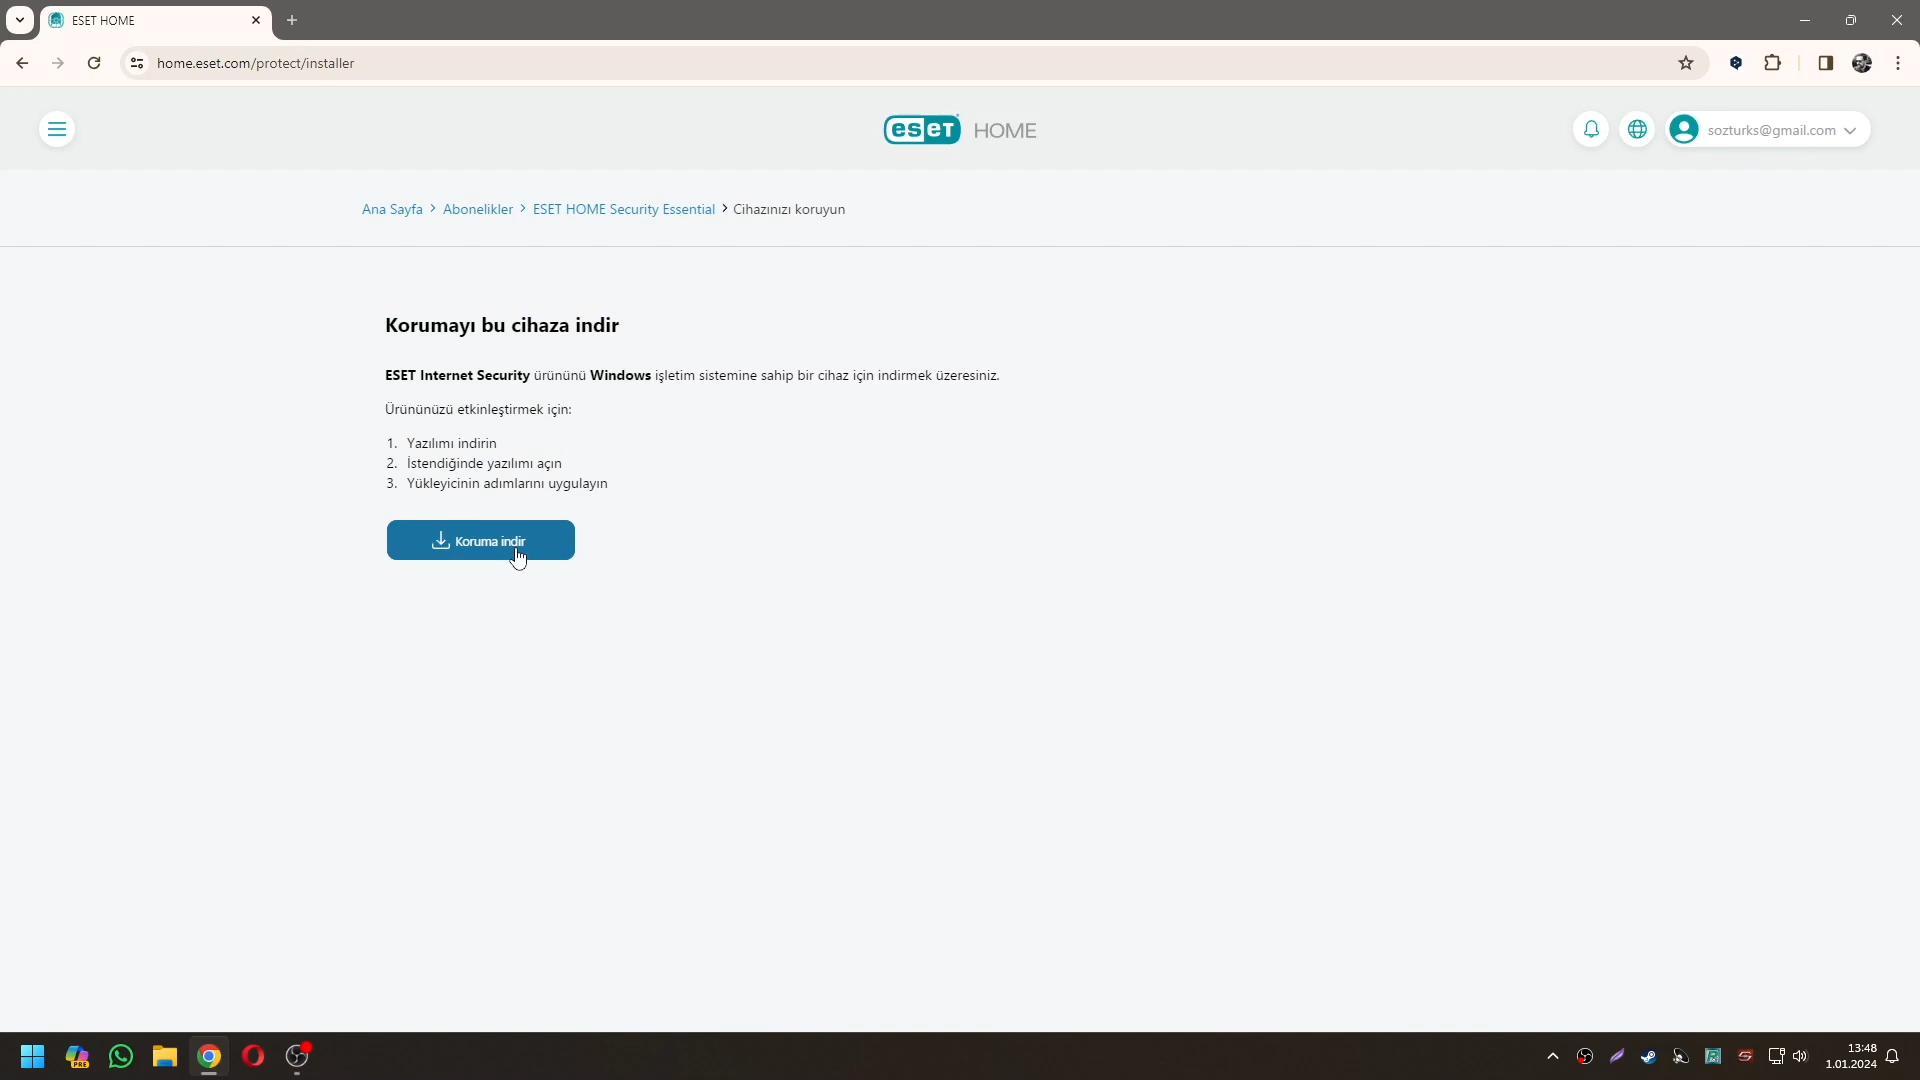 ESET HOME
home.eset.com/protect/installer
eseT HOME
sozturks@gmail.com
Ana Sayfa > Abonelikler > ESET HOME Security Essential > Cihazınızı koruyun
Korumayı bu cihaza indir
ESET Internet Security ürününü Windows işletim sistemine sahip bir cihaz için indirmek üzeresiniz.
Ürününüzü etkinleştirmek için:
1. Yazılımı indirin
2. İstendiğinde yazılımı açın
3. Yükleyicinin adımlarını uygulayın
Koruma indir
PRE
13:48
1.01.2024